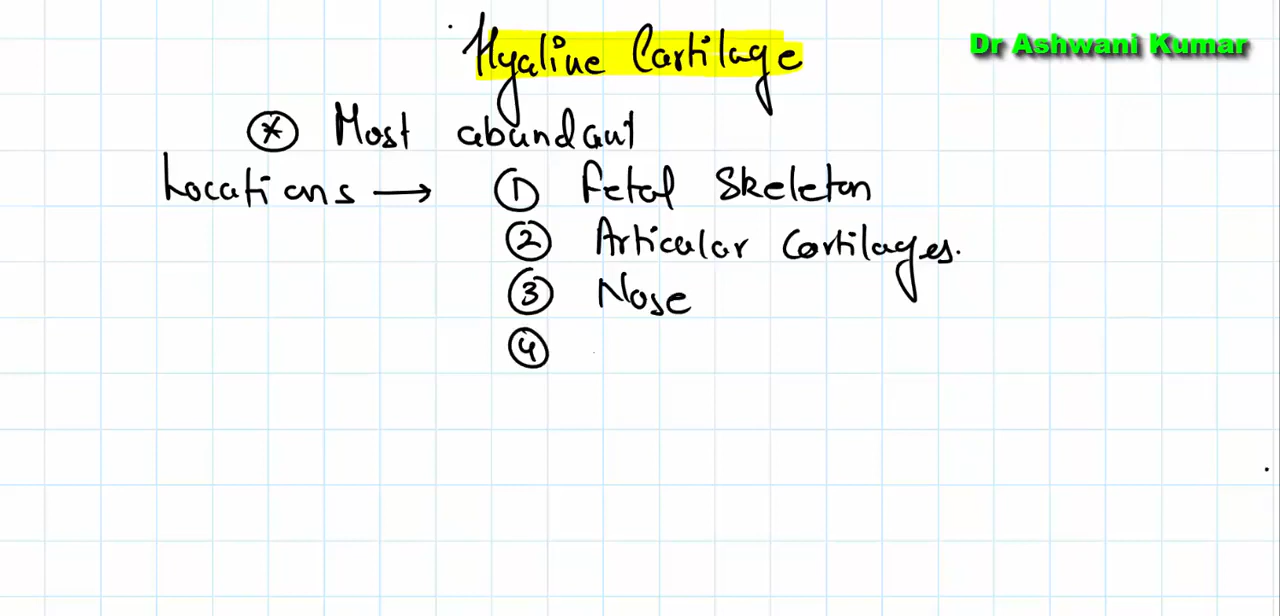 Hyaline Cartilage
Dr Ashwani Kumar
* Most abundant
Locations → ① Fetal Skeleton
② Articular Cartilages.
③ Nose
④